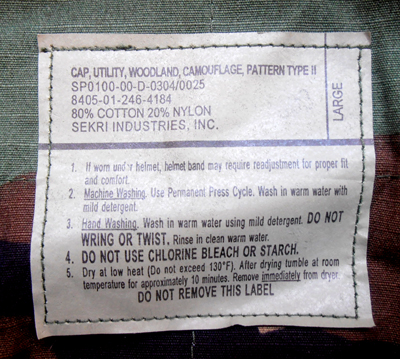 CAP, UTILITY, WOODLAND, CAMOUFLAGE, PATTERN TYPE II
SP0100-00-D-0304/0025
8405-01-246-4184
80% COTTON 20% NYLON
SEKRI INDUSTRIES, INC.
LARGE
1. If worn under helmet, helmet band may require readjustment for proper fit
and comfort.
2. Machine Washing. Use Permanent Press Cycle. Wash in warm water with
mild detergent.
3. Hand Washing. Wash in warm water using mild detergent. DO NOT
WRING OR TWIST. Rinse in clean warm water.
4. DO NOT USE CHLORINE BLEACH OR STARCH.
5. Dry at low heat (Do not exceed 130°F). After drying tumble at room
temperature for approximately 10 minutes. Remove immediately from dryer.
DO NOT REMOVE THIS LABEL